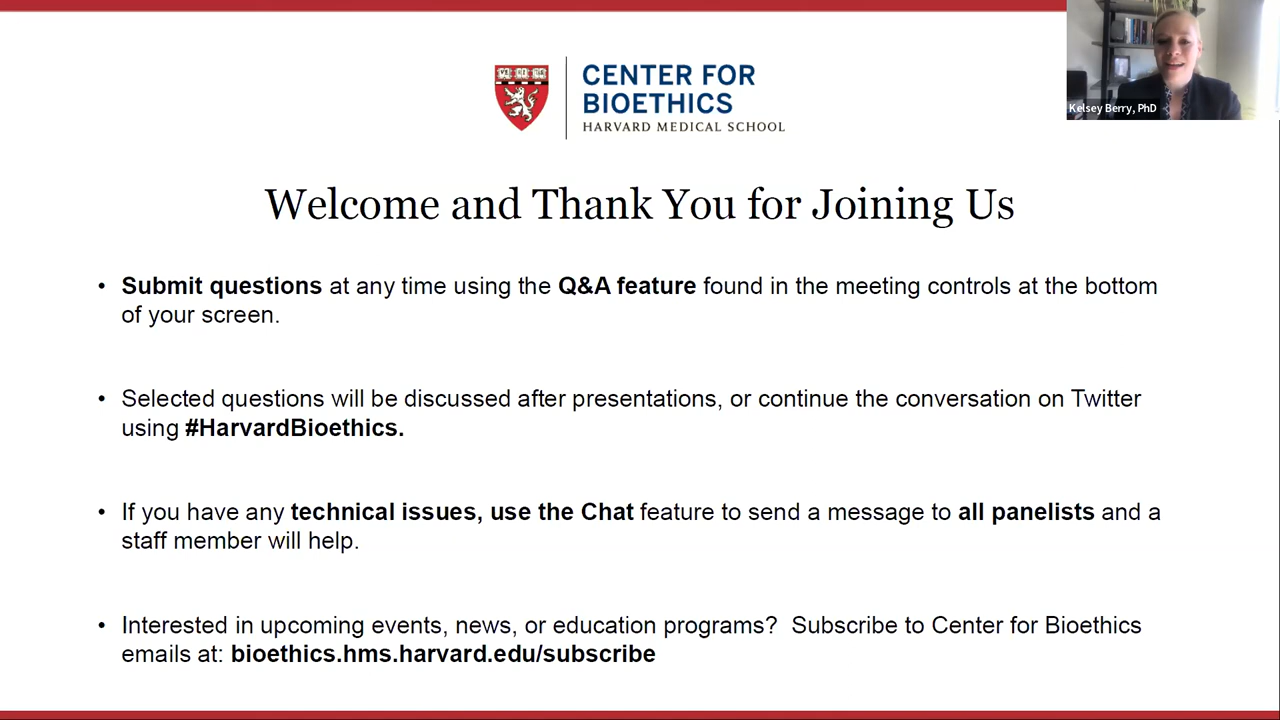 CENTER FOR
BIOETHICS
HARVARD MEDICAL SCHOOL
Kelsey Berry, PhD
Welcome and Thank You for Joining Us
• Submit questions at any time using the Q&A feature found in the meeting controls at the bottom
of your screen.
• Selected questions will be discussed after presentations, or continue the conversation on Twitter
using #HarvardBioethics.
• If you have any technical issues, use the Chat feature to send a message to all panelists and a
staff member will help.
• Interested in upcoming events, news, or education programs?  Subscribe to Center for Bioethics
emails at: bioethics.hms.harvard.edu/subscribe